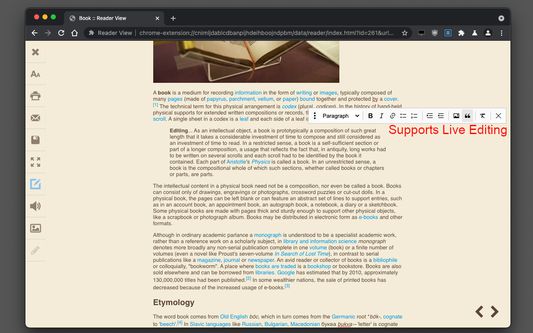 Book :: Reader View
Reader View | chrome-extension://cnimljdabicdbanpijhdeihboojndpbm/data/reader/index.html?id=261&url...
A book is a medium for recording information in the form of writing or images, typically composed of
many pages (made of papyrus, parchment, vellum, or paper) bound together and protected by a cover.
[1] The technical term for this physical arrangement is codex (plural, codices). In the history of hand-held
physical supports for extended written compositions or records, the
scroll. A single sheet in a codex is a leaf and each side of a leaf i
Paragraph
Supports Live Editing
Editing... As an intellectual object, a book is prototypically a composition of such great
length that it takes a considerable investment of time to compose and still considered as
an investment of time to read. In a restricted sense, a book is a self-sufficient section or
part of a longer composition, a usage that reflects the fact that, in antiquity, long works had
to be written on several scrolls and each scroll had to be identified by the book it
contained. Each part of Aristotle's Physics is called a book. In an unrestricted sense, a
book is the compositional whole of which such sections, whether called books or chapters
or parts, are parts.
The intellectual content in a physical book need not be a composition, nor even be called a book. Books
can consist only of drawings, engravings or photographs, crossword puzzles or cut-out dolls. In a
physical book, the pages can be left blank or can feature an abstract set of lines to support entries, such
as in an account book, an appointment book, an autograph book, a notebook, a diary or a sketchbook.
Some physical books are made with pages thick and sturdy enough to support other physical objects,
like a scrapbook or photograph album. Books may be distributed in electronic form as e-books and other
formats.
Although in ordinary academic parlance a monograph is understood to be a specialist academic work,
rather than a reference work on a scholarly subject, in library and information science monograph
denotes more broadly any non-serial publication complete in one volume (book) or a finite number of
volumes (even a novel like Proust's seven-volume In Search of Lost Time), in contrast to serial
publications like a magazine, journal or newspaper. An avid reader or collector of books is a bibliophile
or colloquially, "bookworm". A place where books are traded is a bookshop or bookstore. Books are also
sold elsewhere and can be borrowed from libraries. Google has estimated that by 2010, approximately
130,000,000 titles had been published.[2] In some wealthier nations, the sale of printed books has
decreased because of the increased usage of e-books.[3]
Etymology
The word book comes from Old English bōc, which in turn comes from the Germanic root *bōk-, cognate
to 'beech'.[4] In Slavic languages like Russian, Bulgarian, Macedonian буква bukva—'letter' is cognate